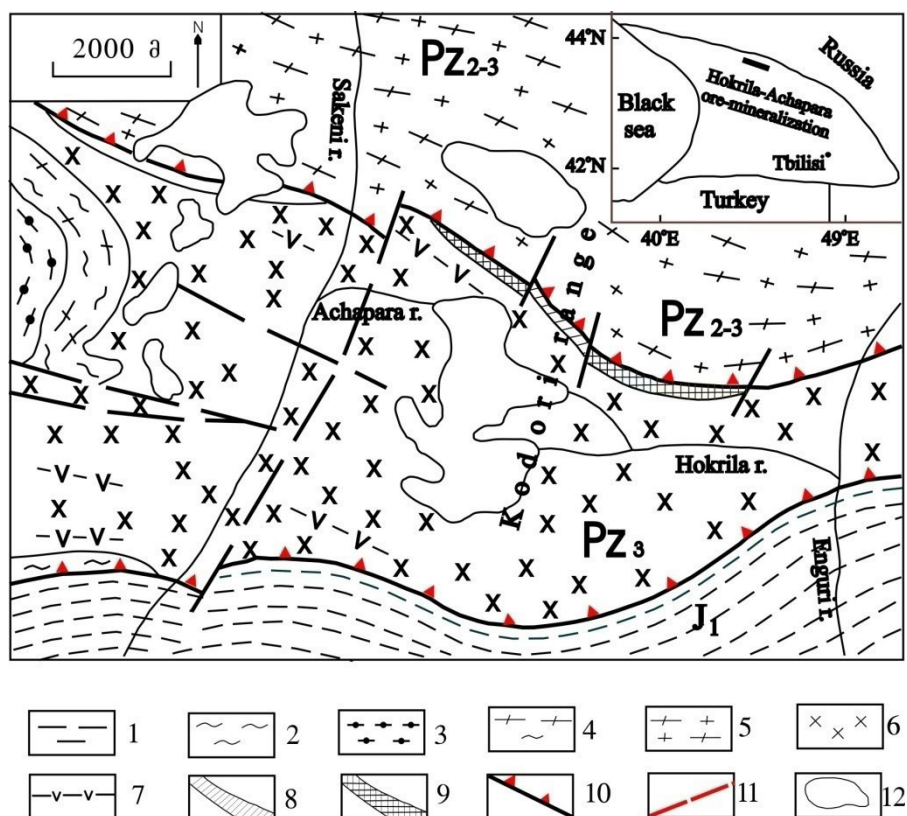 2000 მ
N
Pz2-3
Sakeni r.
44°N
Russia
Black
sea
Hokrila-Achapara
ore-mineralization
42°N
Tbilisi
Turkey
40°E
49°E
Achapara r.
Kodori range
Pz2-3
Hokrila r.
Pz3
Enguri r.
J1
1
2
3
4
5
6
7
8
9
10
11
12